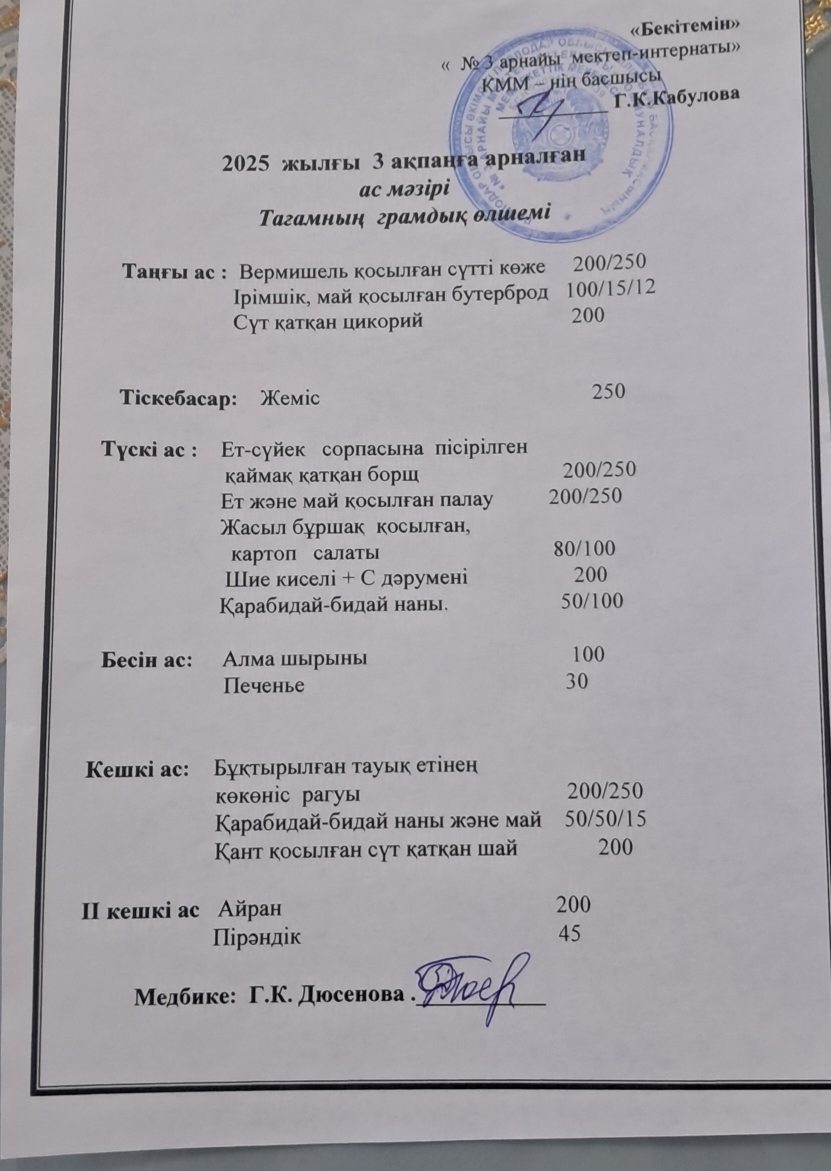 «Бекітемін»
« № 3 арнайы мектеп-интернаты»
КММ – нің басшысы
Г.К.Кабулова
2025 жылғы 3 ақпанға арналған
ас мәзірі
Тағамның грамдық өлшемі
Таңғы ас : Вермишель қосылған сүтті көже 200/250
Ірімшік, май қосылған бутерброд 100/15/12
Сүт қатқан цикорий 200
Тіскебасар: Жеміс 250
Түскі ас : Ет-сүйек сорпасына пісірілген
қаймақ қатқан борщ 200/250
Ет және май қосылған палау 200/250
Жасыл бұршақ қосылған,
картоп салаты 80/100
Шие киселі + С дәрумені 200
Қарабидай-бидай наны. 50/100
Бесін ас: Алма шырыны 100
Печенье 30
Кешкі ас: Бұқтырылған тауық етінең
көкөніс рагуы 200/250
Қарабидай-бидай наны және май 50/50/15
Қант қосылған сүт қатқан шай 200
II кешкі ас Айран 200
Пірәндік 45
Медбике: Г.К. Дюсенова .